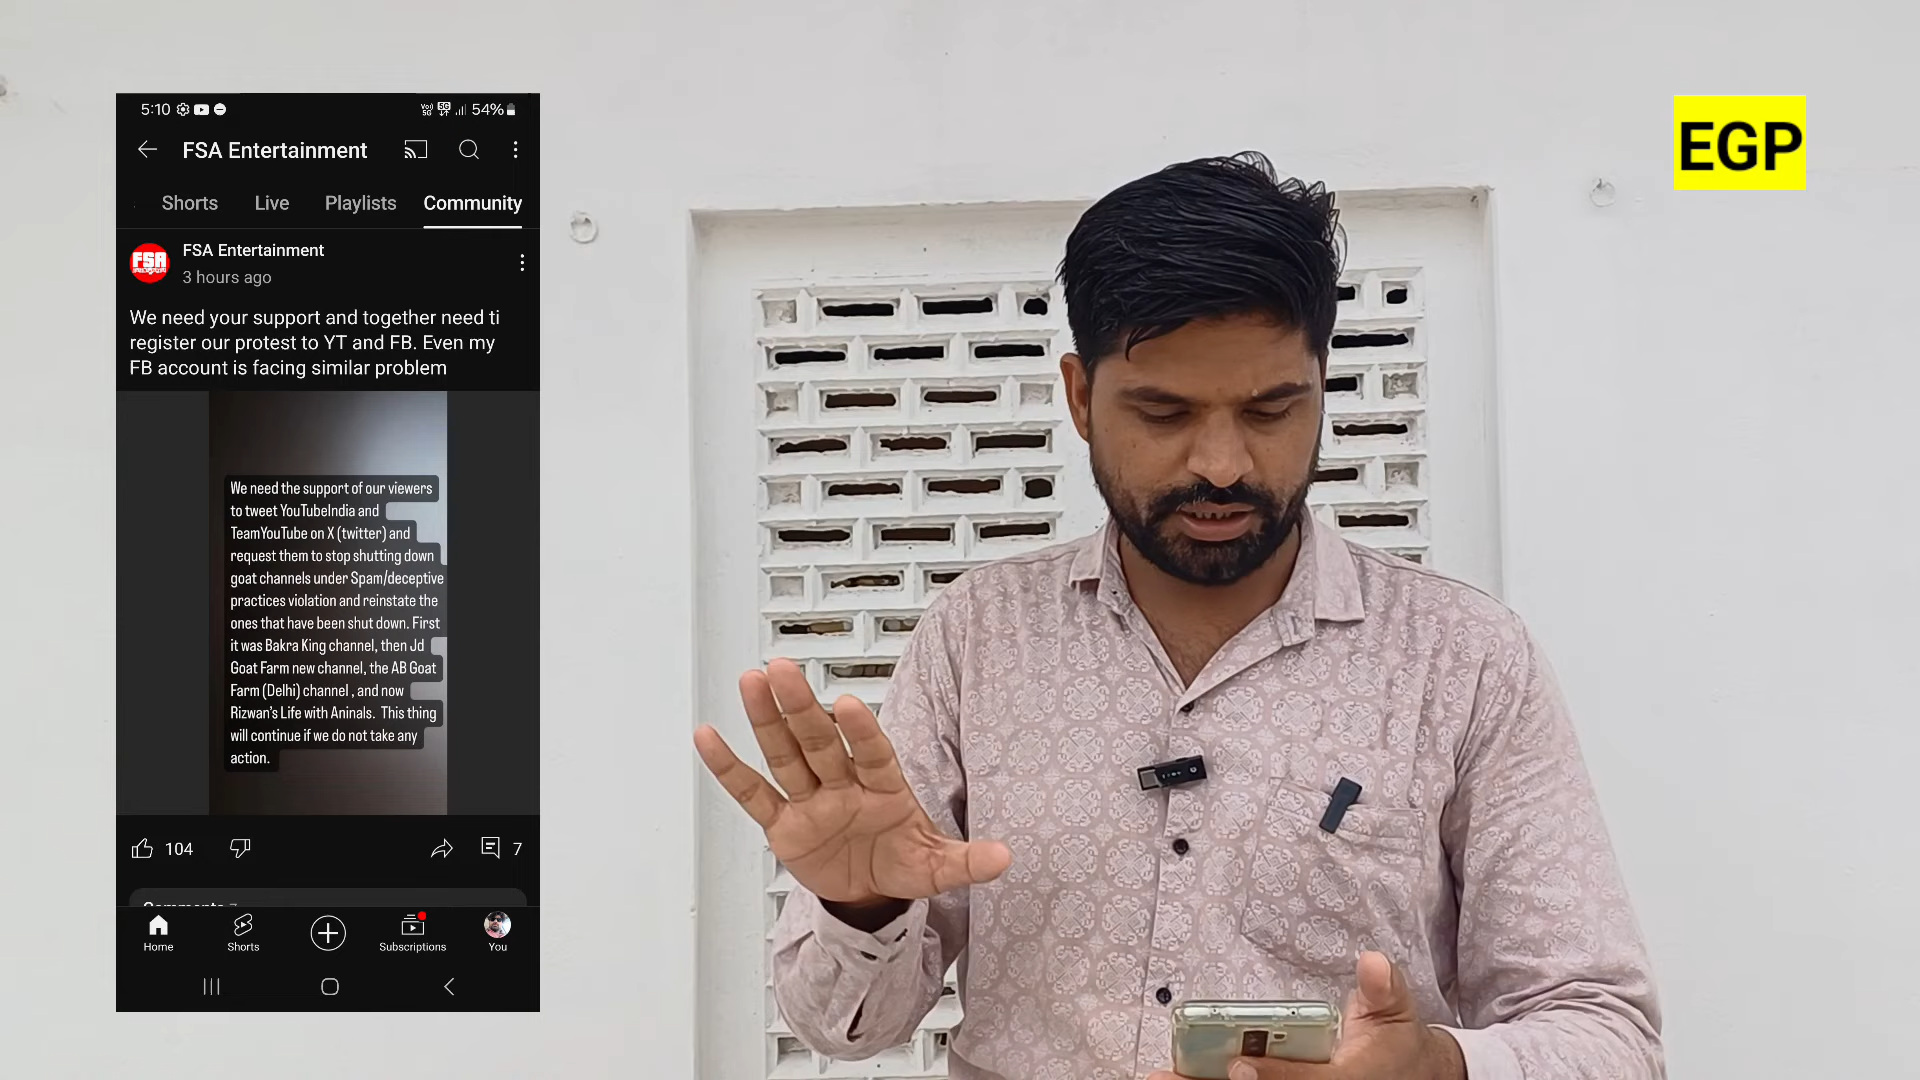 5:10
54%
FSA Entertainment
Shorts Live Playlists Community
FSA
FSA Entertainment
3 hours ago
We need your support and together need ti
register our protest to YT and FB. Even my
FB account is facing similar problem
We need the support of our viewers
to tweet YouTubeIndia and
TeamYouTube on X (twitter) and
request them to stop shutting down
goat channels under Spam/deceptive
practices violation and reinstate the
ones that have been shut down. First
it was Bakra King channel, then Jd
Goat Farm new channel, the AB Goat
Farm (Delhi) channel , and now
Rizwan's Life with Aninals. This thing
will continue if we do not take any
action.
104
7
Home
Shorts
Subscriptions
You
EGP